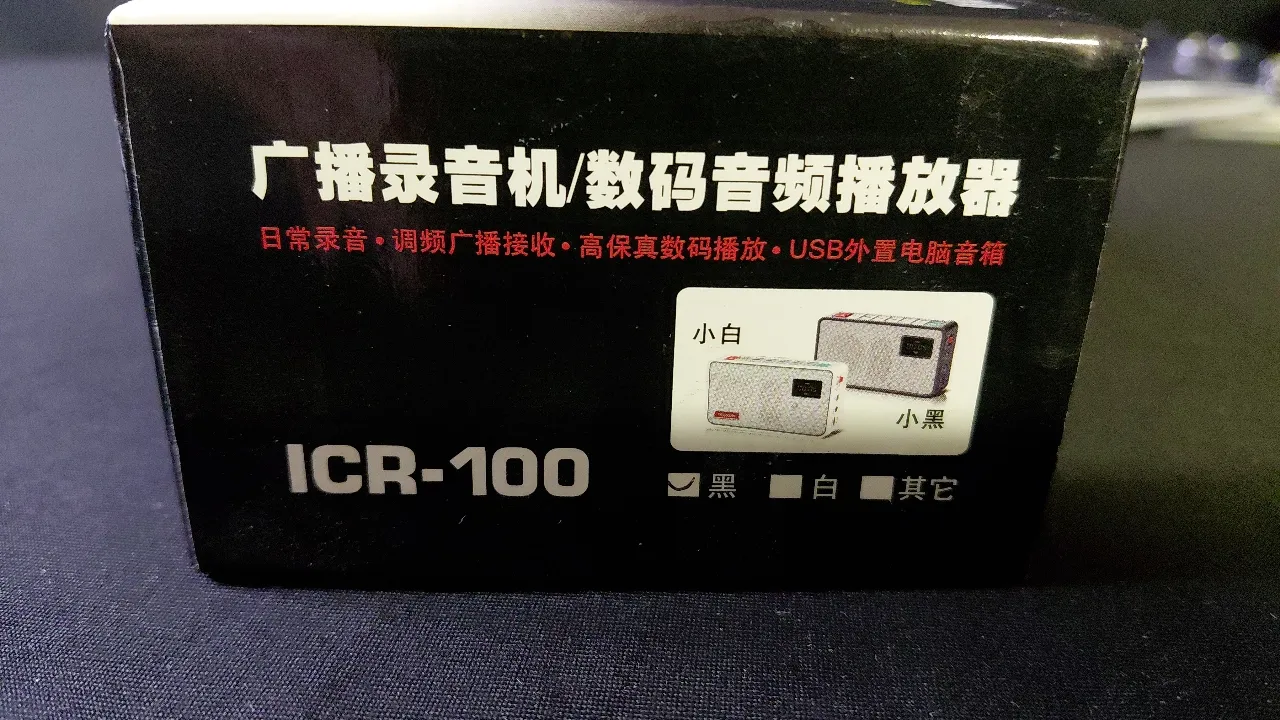 广播录音机/数码音频播放器
日常录音•调频广播接收•高保真数码播放•USB外置电脑音箱
小白
小黑
ICR-100
黑 白 其它